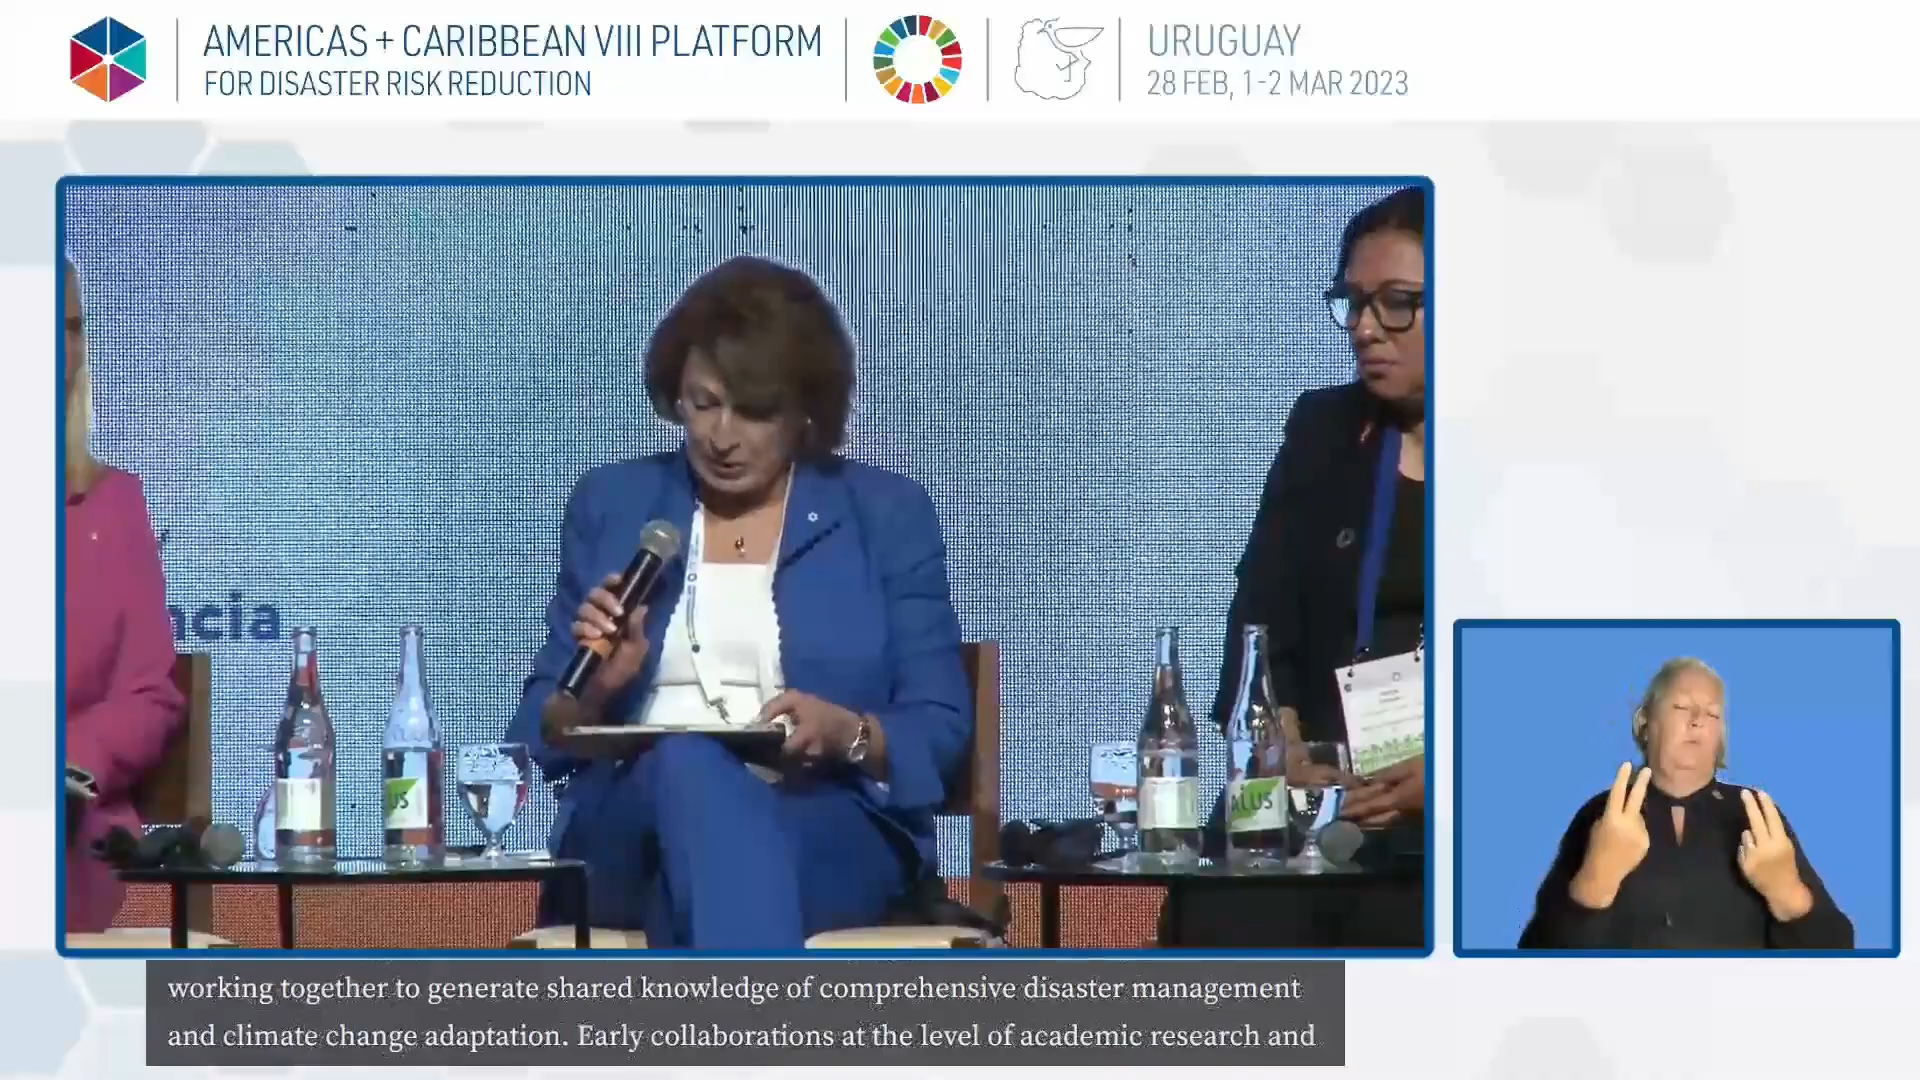 AMERICAS + CARIBBEAN VIII PLATFORM
FOR DISASTER RISK REDUCTION
URUGUAY
28 FEB, 1-2 MAR 2023
ncia
LUS
ALUS
working together to generate shared knowledge of comprehensive disaster management
and climate change adaptation. Early collaborations at the level of academic research and